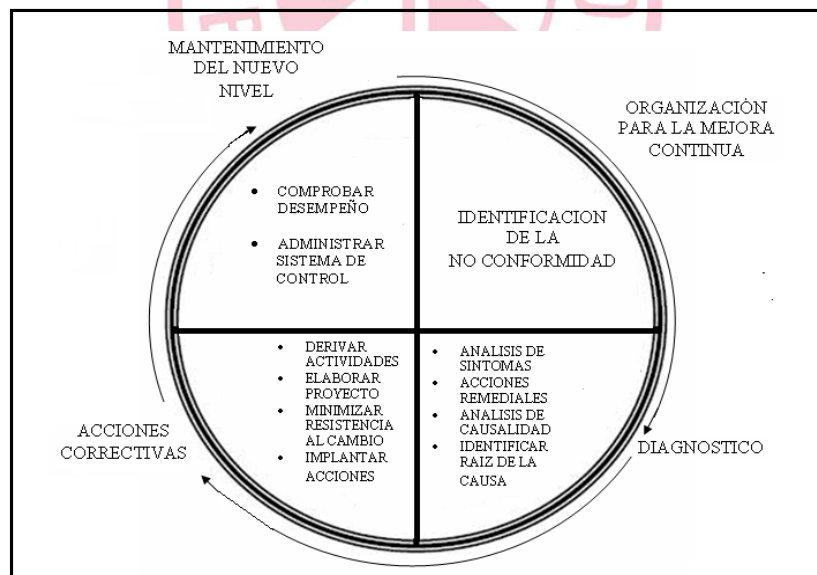 MANTENIMIENTO
DEL NUEVO
NIVEL
ORGANIZACIÓN
PARA LA MEJORA
CONTINUA
• COMPROBAR
DESEMPEÑO
• ADMINISTRAR
SISTEMA DE
CONTROL
IDENTIFICACION
DE LA
NO CONFORMIDAD
• DERIVAR
ACTIVIDADES
• ELABORAR
PROYECTO
• MINIMIZAR
RESISTENCIA
AL CAMBIO
• IMPLANTAR
ACCIONES
• ANALISIS DE
SINTOMAS
• ACCIONES
REMEDIALES
• ANALISIS DE
CAUSALIDAD
• IDENTIFICAR
RAIZ DE LA
CAUSA
ACCIONES
CORRECTIVAS
DIAGNOSTICO